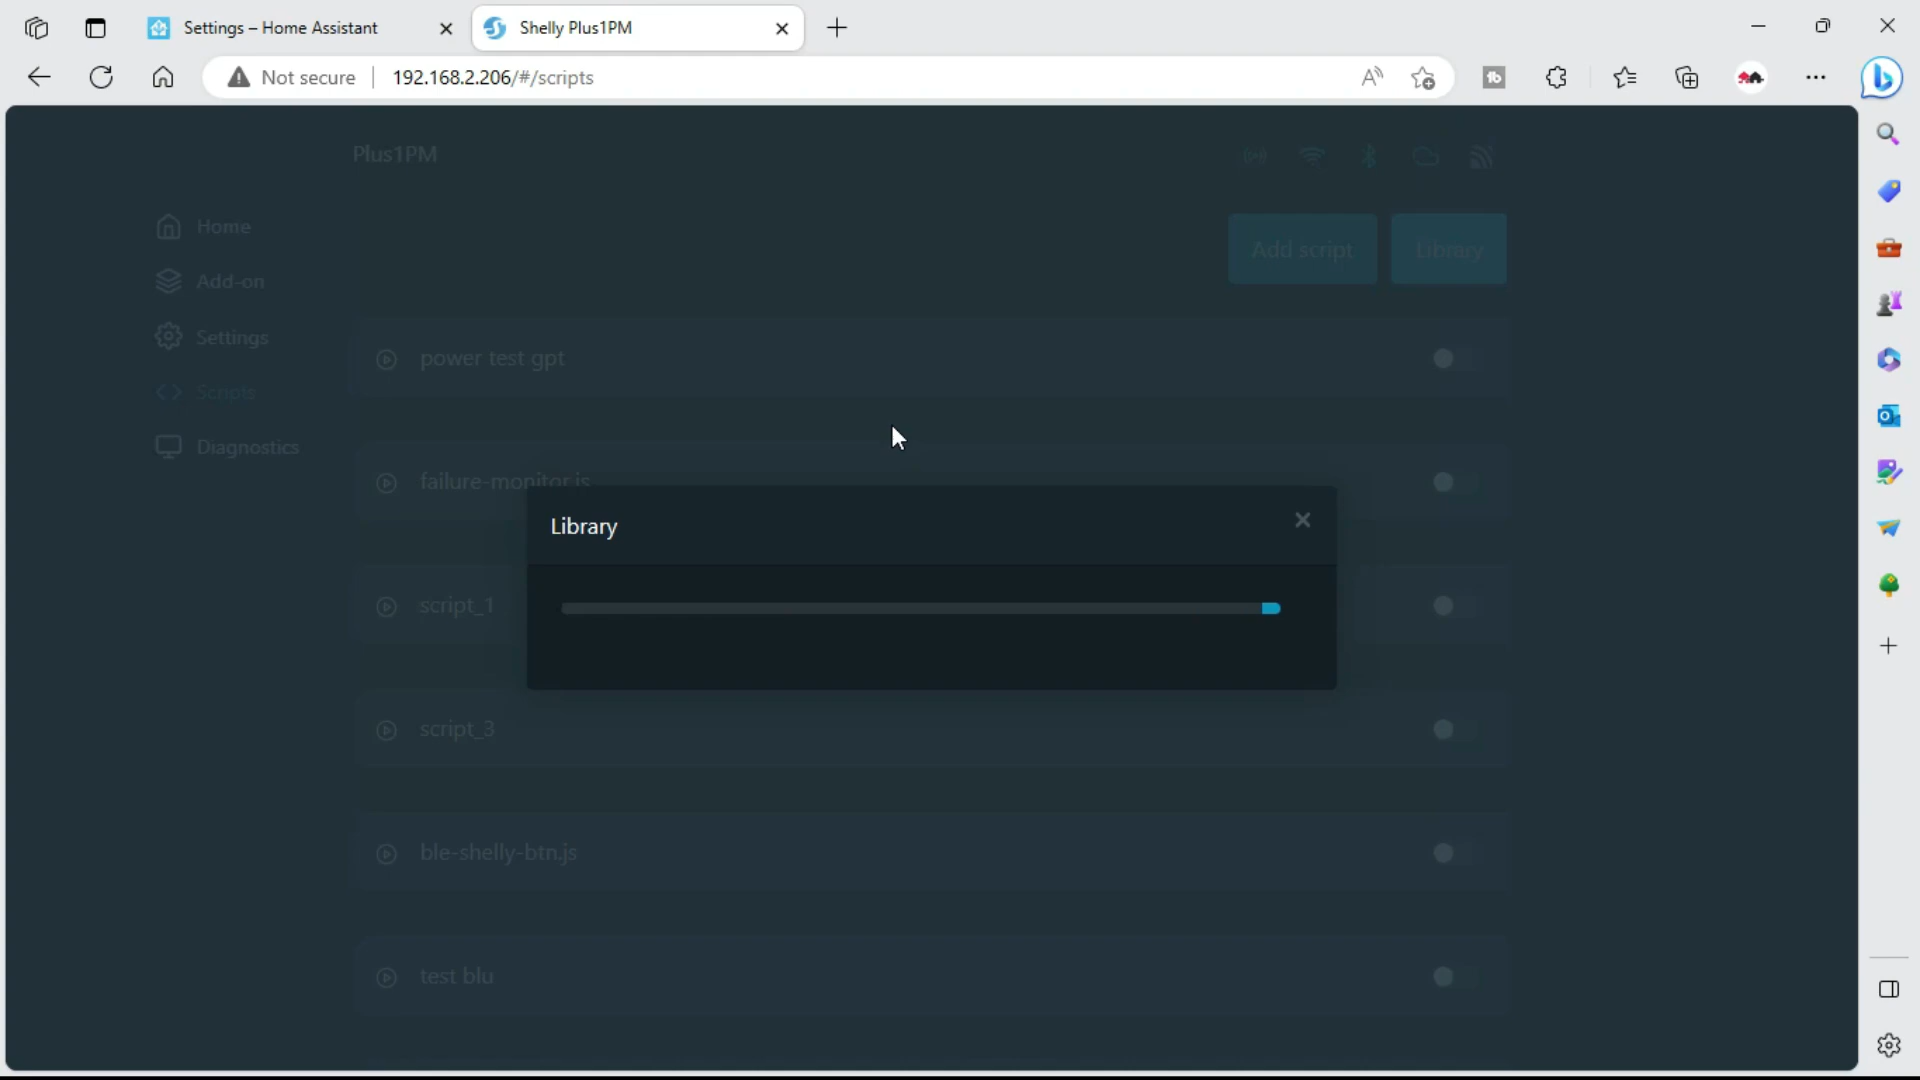 Settings – Home Assistant
Shelly Plus1PM
Not secure
192.168.2.206/#/scripts
Plus1PM
Home
Add script
Library
Add-on
Settings
power test gpt
Scripts
Diagnostics
failure-monitor.js
Library
script_1
script_3
ble-shelly-btn.js
test blu